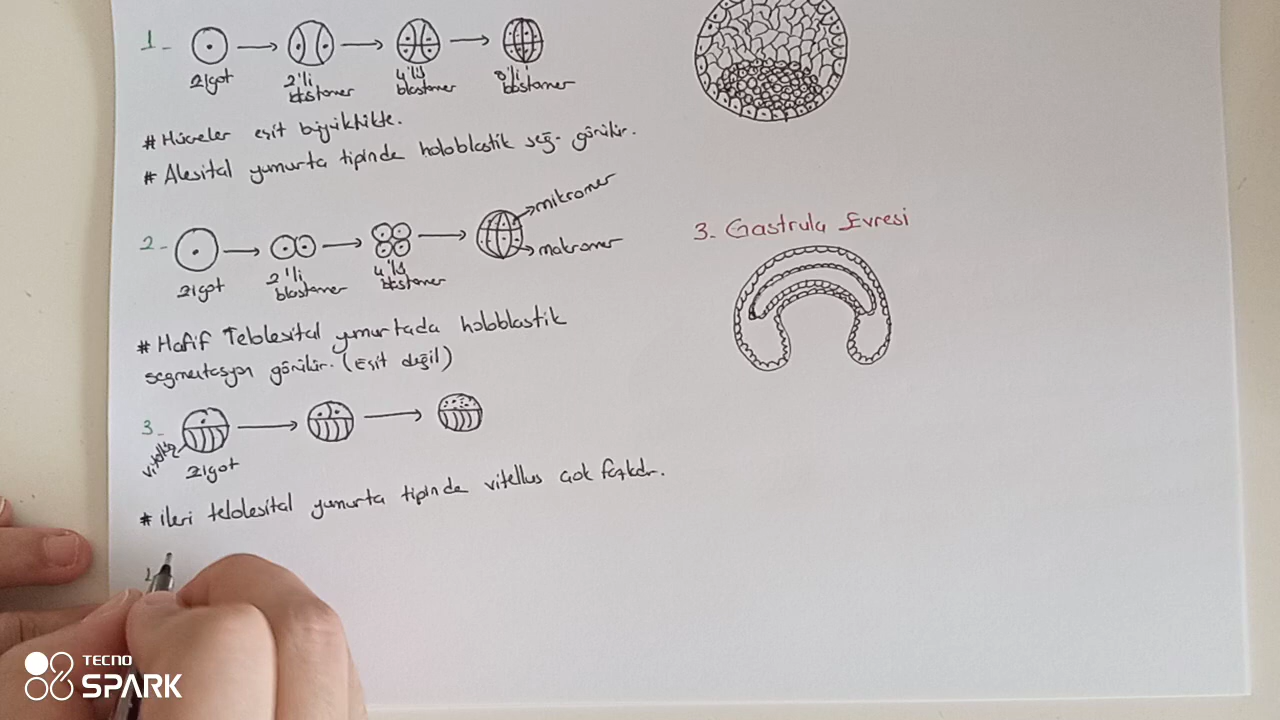 1-
zigot
2'li
blastomer
4'lü
blastomer
8'li
blastomer
# Hücreler eşit büyüklükte.
# Alesital yumurta tipinde holoblastik seg- görülür.
2-
zigot
2'li
blastomer
4'lü
blastomer
mikromer
makromer
# Hafif Teblesital yumurtada holoblastik
segmentasyon görülür. (Eşit değil)
3-
vitellüs
zigot
# ileri telolesital yumurta tipinde vitellus çok fazladır.
3- Gastrula Evresi
TECNO
SPARK